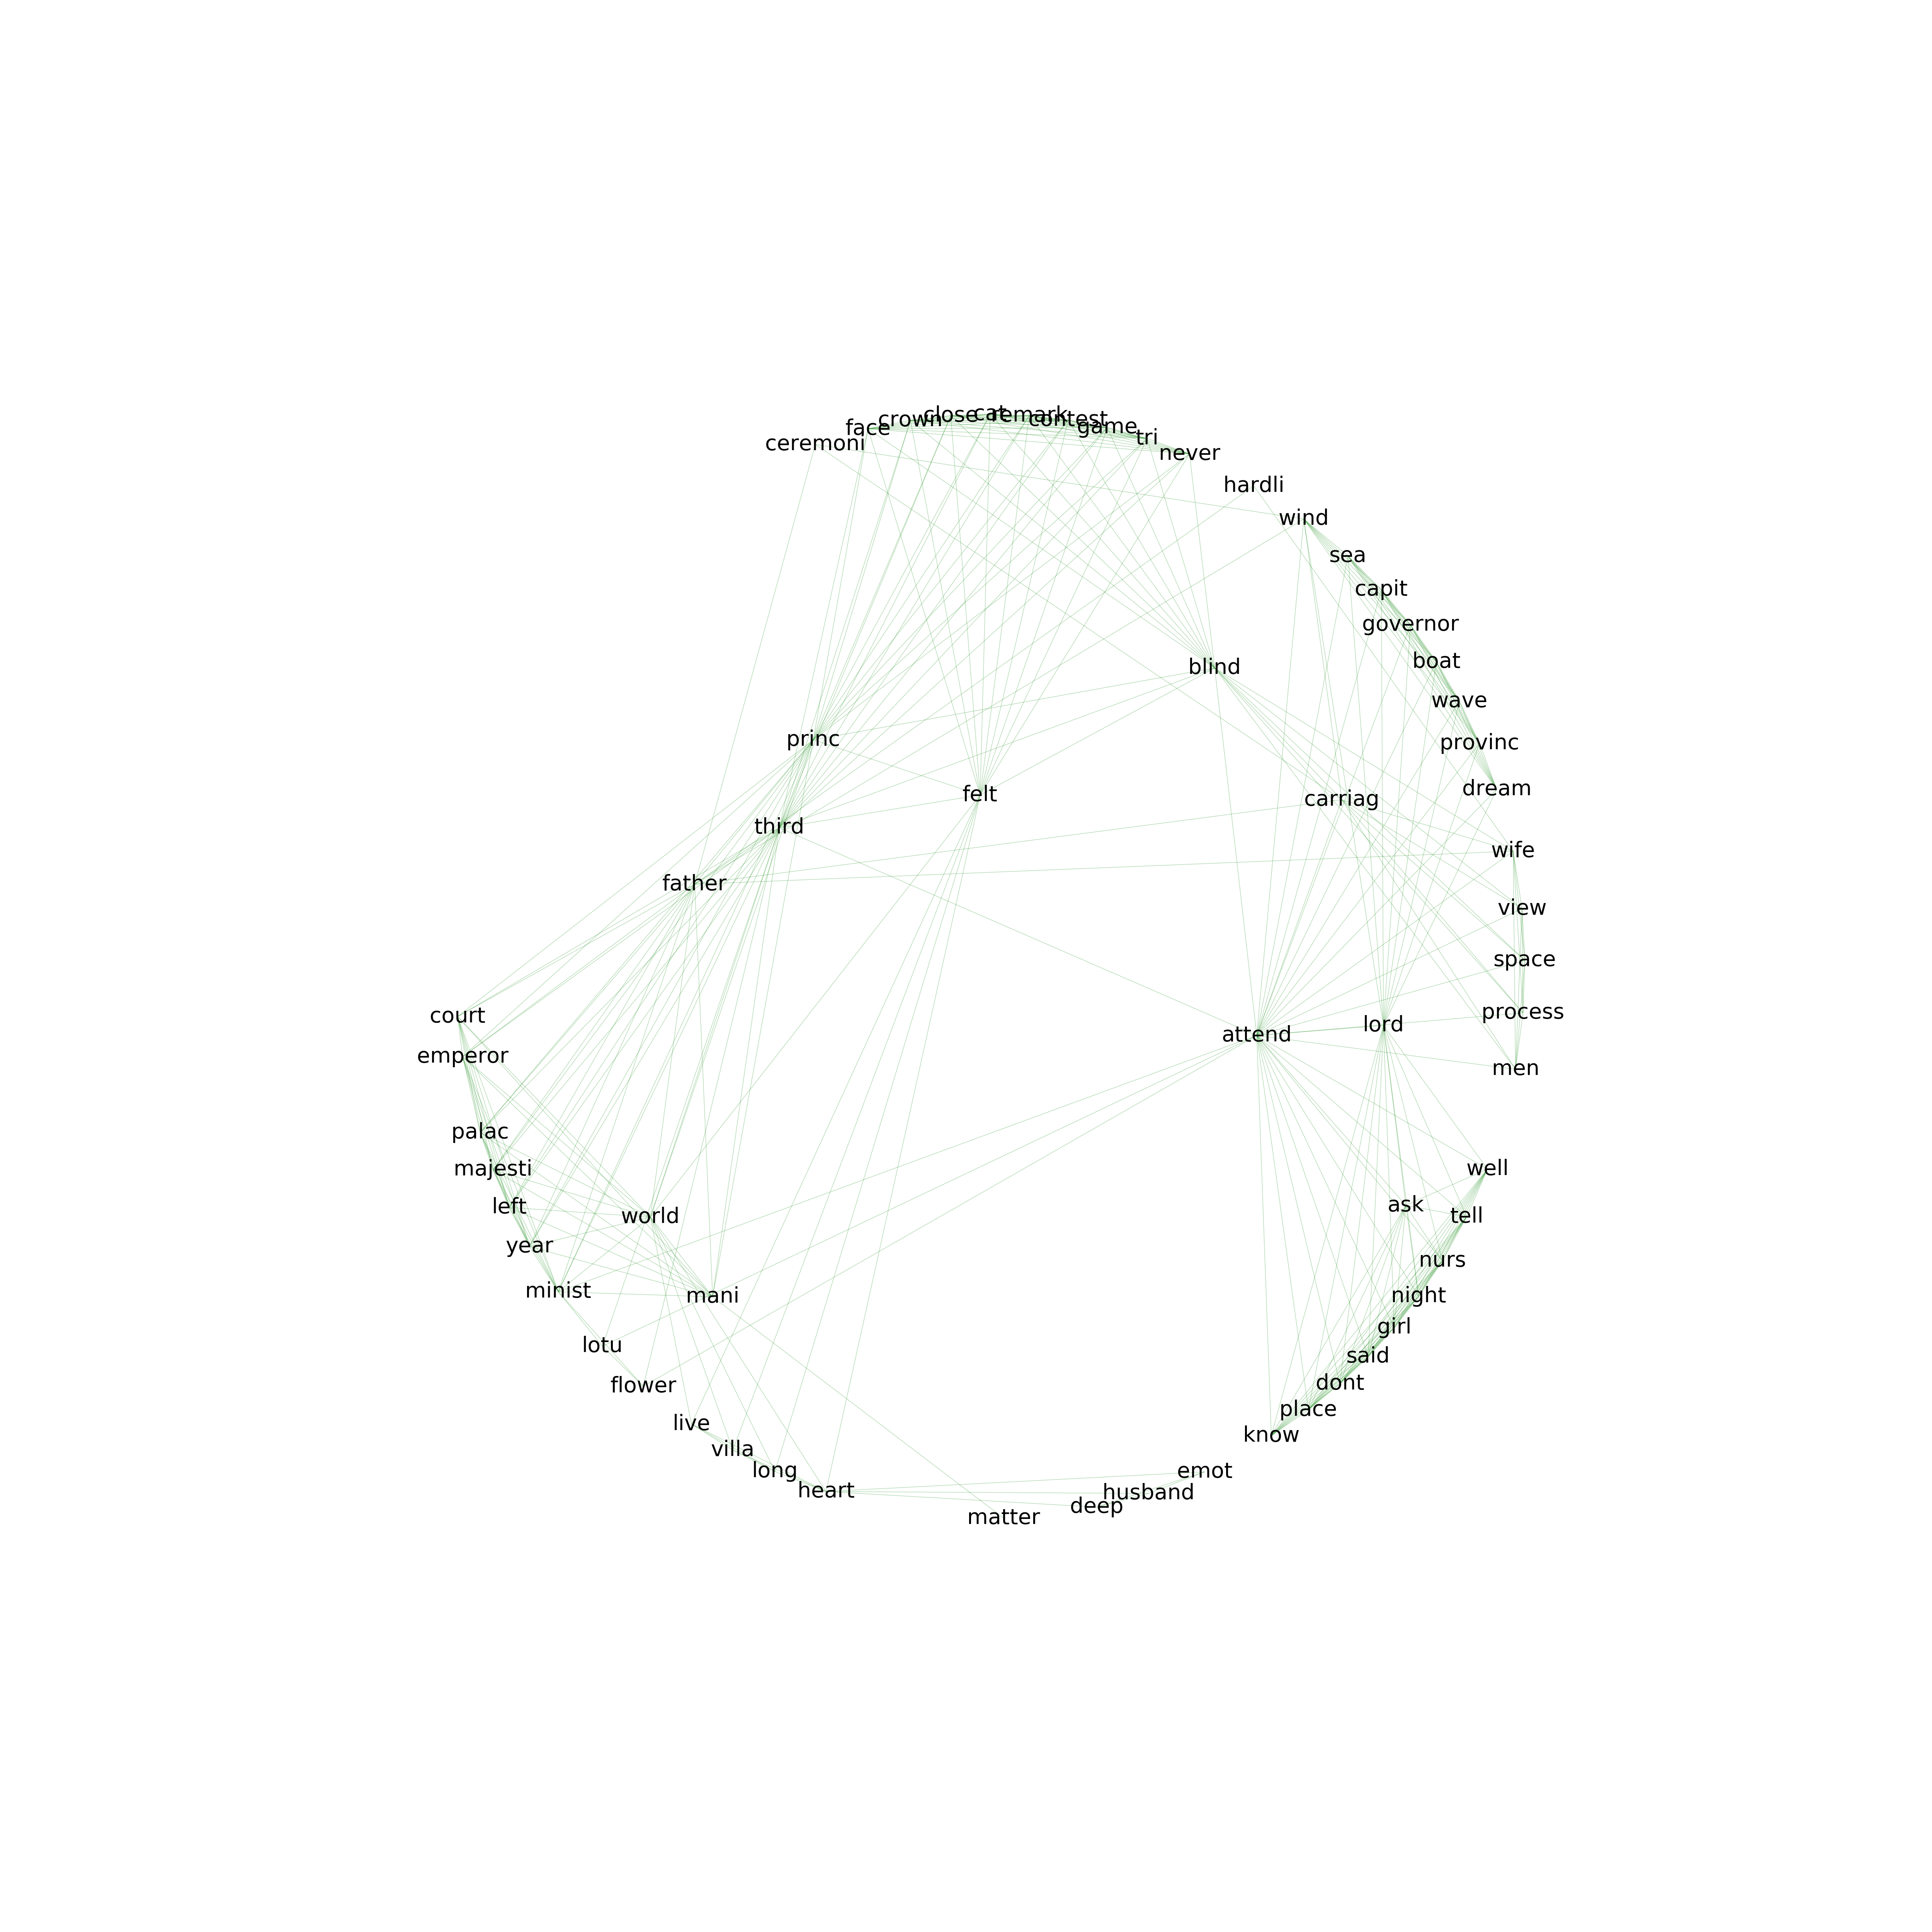 cat
close
remark
crown
contest
game
face
tri
ceremoni
never
hardli
wind
sea
capit
governor
boat
blind
wave
princ
provinc
dream
felt
carriag
third
wife
father
view
space
process
court
lord
attend
emperor
men
palac
well
majesti
ask
left
tell
world
year
nurs
minist
night
mani
girl
lotu
said
dont
flower
place
live
know
villa
long
emot
heart
husband
deep
matter